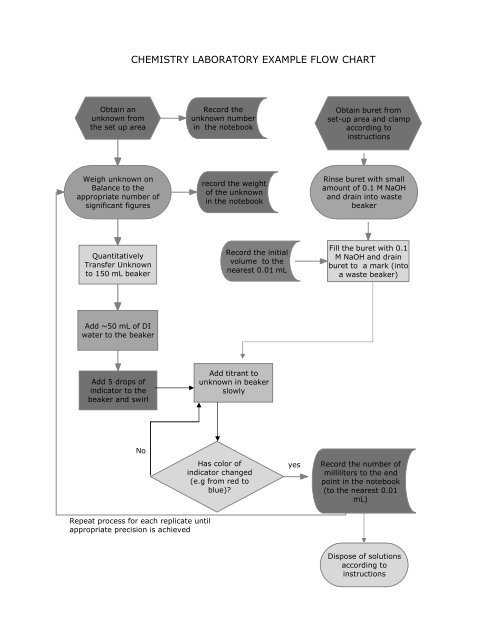 CHEMISTRY LABORATORY EXAMPLE FLOW CHART
Obtain an
unknown from
the set up area
Record the
unknown number
in the notebook
Obtain buret from
set-up area and clamp
according to
instructions
Weigh unknown on
Balance to the
appropriate number of
significant figures
record the weight
of the unknown
in the notebook
Rinse buret with small
amount of 0.1 M NaOH
and drain into waste
beaker
Quantitatively
Transfer Unknown
to 150 mL beaker
Record the initial
volume to the
nearest 0.01 mL
Fill the buret with 0.1
M NaOH and drain
buret to a mark (into
a waste beaker)
Add ~50 mL of DI
water to the beaker
Add 5 drops of
indicator to the
beaker and swirl
Add titrant to
unknown in beaker
slowly
No
Has color of
indicator changed
(e.g from red to
blue)?
yes
Record the number of
milliliters to the end
point in the notebook
(to the nearest 0.01
mL)
Repeat process for each replicate until
appropriate precision is achieved
Dispose of solutions
according to
instructions